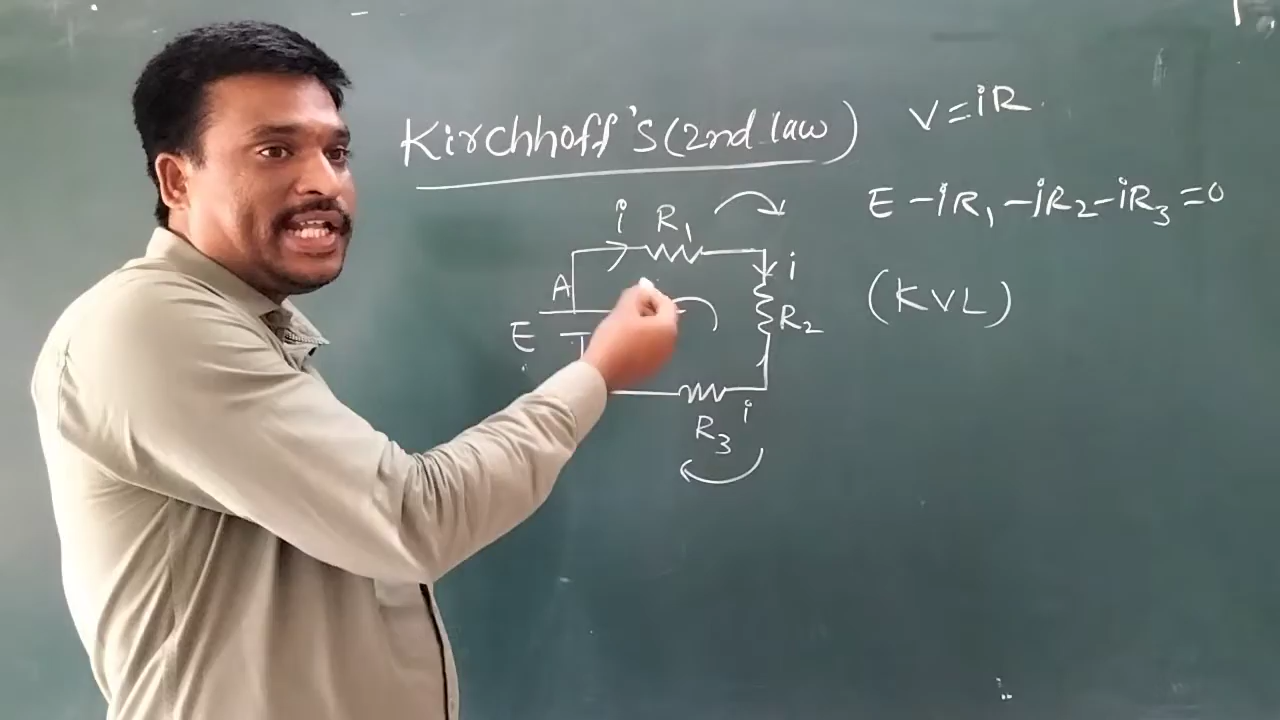 Kirchhoff's (2nd law)
V = iR
E - iR1 - iR2 - iR3 = 0
(KVL)
i R1
A
i
E
R2
i
R3